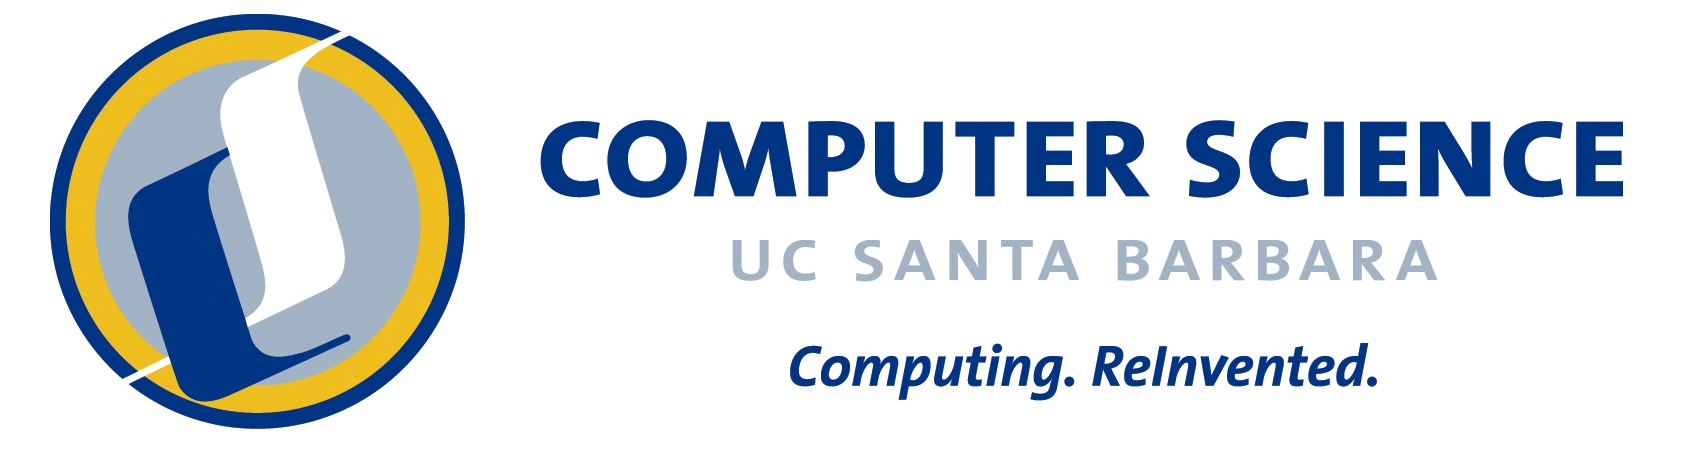 COMPUTER SCIENCE
UC SANTA BARBARA
Computing. ReInvented.